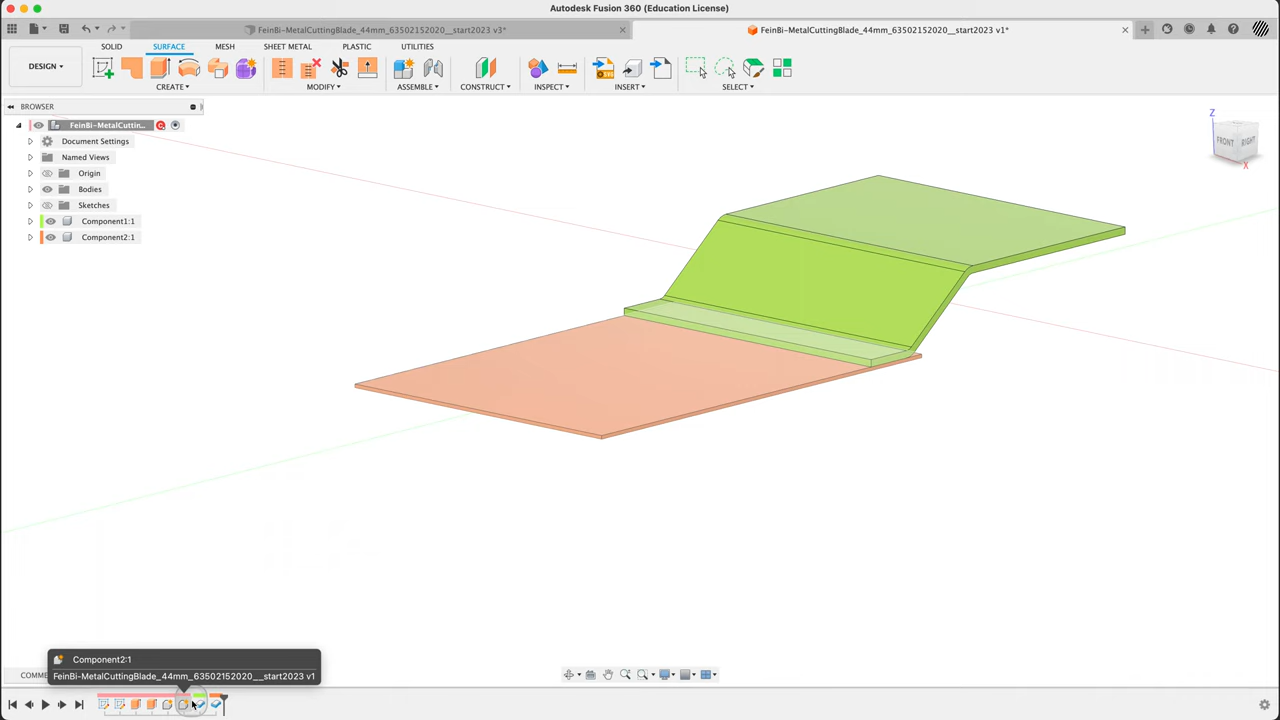 Autodesk Fusion 360 (Education License)
FeinBi-MetalCuttingBlade_44mm_63502152020__start2023 v3*
FeinBi-MetalCuttingBlade_44mm_63502152020__start2023 v1*
DESIGN
SOLID
SURFACE
MESH
SHEET METAL
PLASTIC
UTILITIES
CREATE
MODIFY
ASSEMBLE
CONSTRUCT
INSPECT
INSERT
SELECT
BROWSER
FeinBi-MetalCuttin...
Document Settings
Named Views
Origin
Bodies
Sketches
Component1:1
Component2:1
Z
FRONT
RIGHT
X
Component2:1
FeinBi-MetalCuttingBlade_44mm_63502152020__start2023 v1
COMME